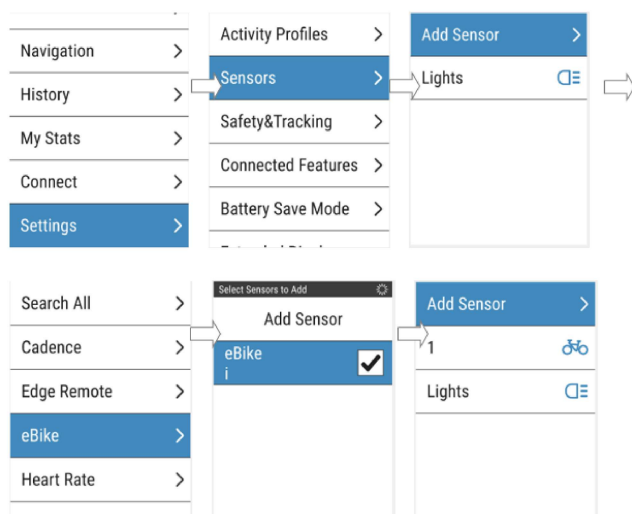 Navigation
History
My Stats
Connect
Settings
Activity Profiles
Sensors
Safety&Tracking
Connected Features
Battery Save Mode
Add Sensor
Lights
Search All
Cadence
Edge Remote
eBike
Heart Rate
Select Sensors to Add
Add Sensor
eBike
i
Add Sensor
1
Lights